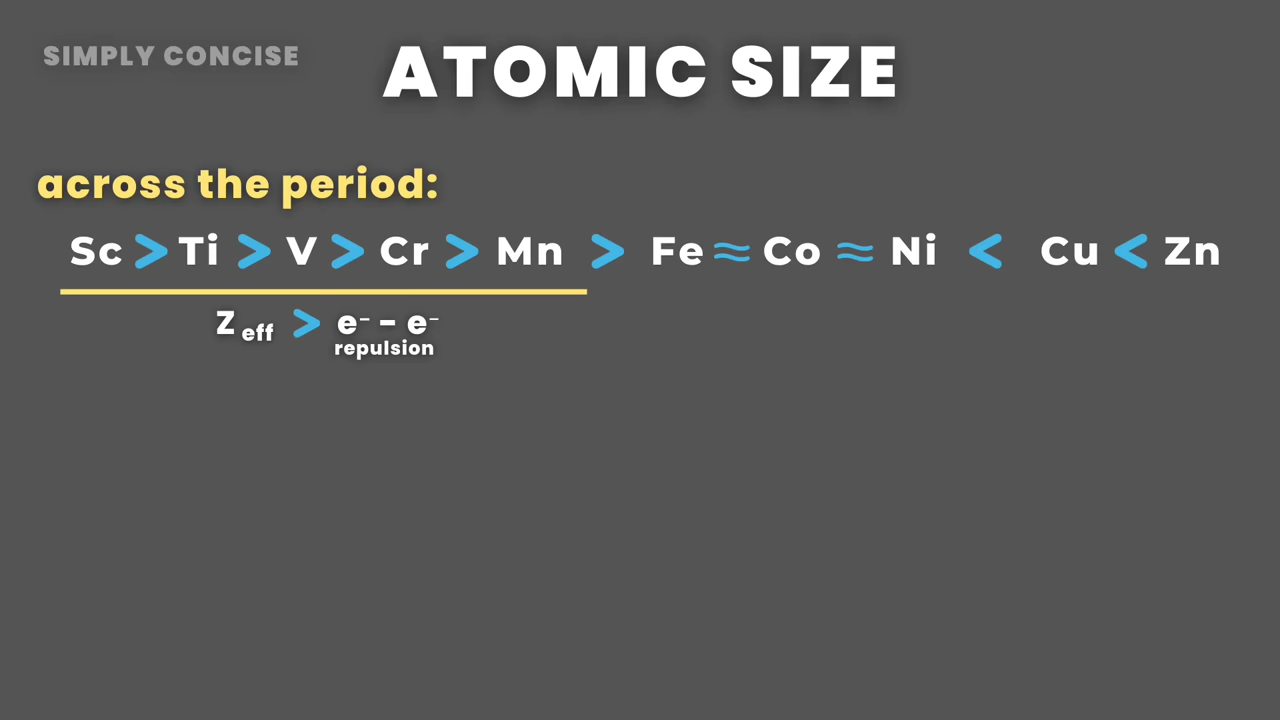 SIMPLY CONCISE
ATOMIC SIZE
across the period:
Sc > Ti > V > Cr > Mn > Fe ≈ Co ≈ Ni < Cu < Zn
Z eff > e⁻ - e⁻
repulsion